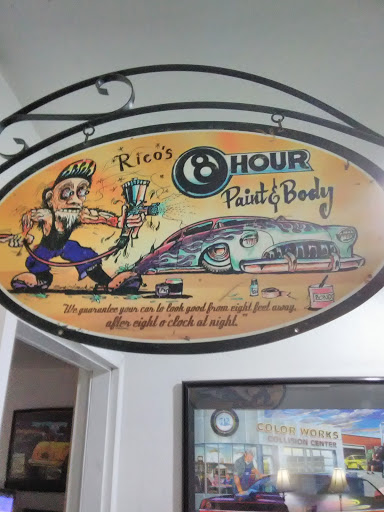 Rico's
8 HOUR
Paint & Body
"We guarantee your car to look good from eight feet away,
after eight o'clock at night."
COLOR WORKS
COLLISION CENTER